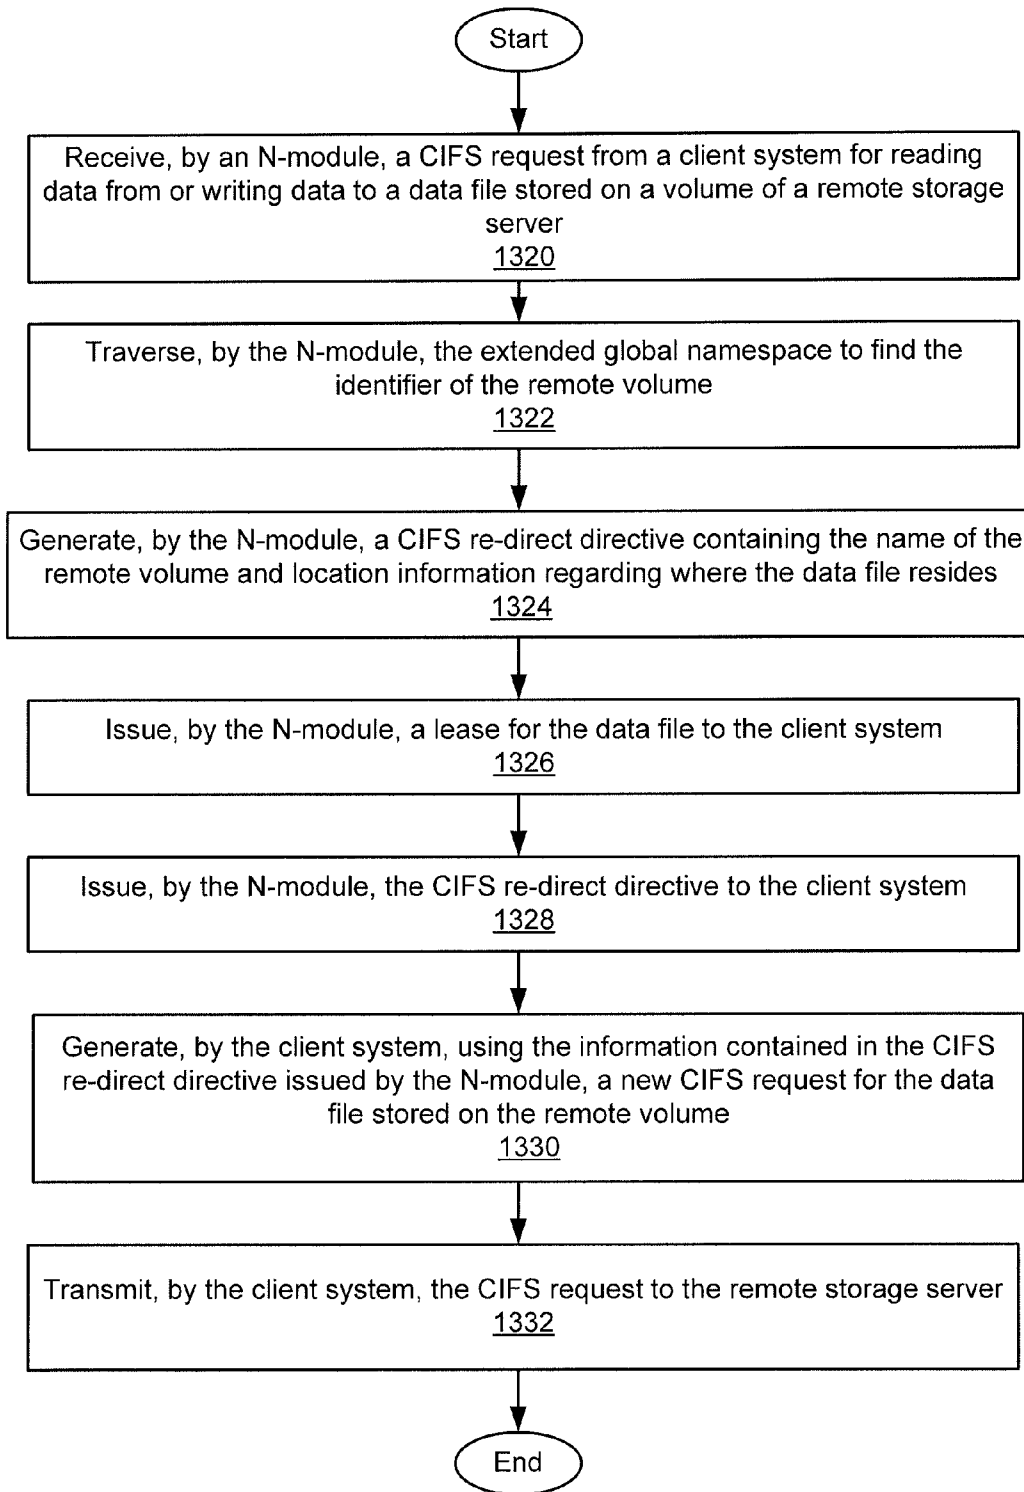 Start
Receive, by an N-module, a CIFS request from a client system for reading
data from or writing data to a data file stored on a volume of a remote storage
server
1320
Traverse, by the N-module, the extended global namespace to find the
identifier of the remote volume
1322
Generate, by the N-module, a CIFS re-direct directive containing the name of the
remote volume and location information regarding where the data file resides
1324
Issue, by the N-module, a lease for the data file to the client system
1326
Issue, by the N-module, the CIFS re-direct directive to the client system
1328
Generate, by the client system, using the information contained in the CIFS
re-direct directive issued by the N-module, a new CIFS request for the data
file stored on the remote volume
1330
Transmit, by the client system, the CIFS request to the remote storage server
1332
End